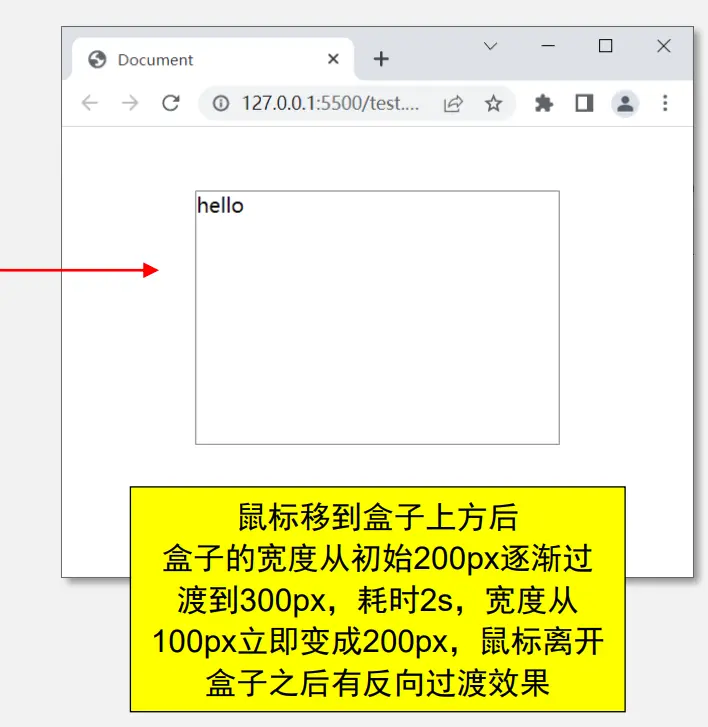 Document
127.0.0.1:5500/test....
hello
鼠标移到盒子上方后
盒子的宽度从初始200px逐渐过
渡到300px，耗时2s，宽度从
100px立即变成200px，鼠标离开
盒子之后有反向过渡效果